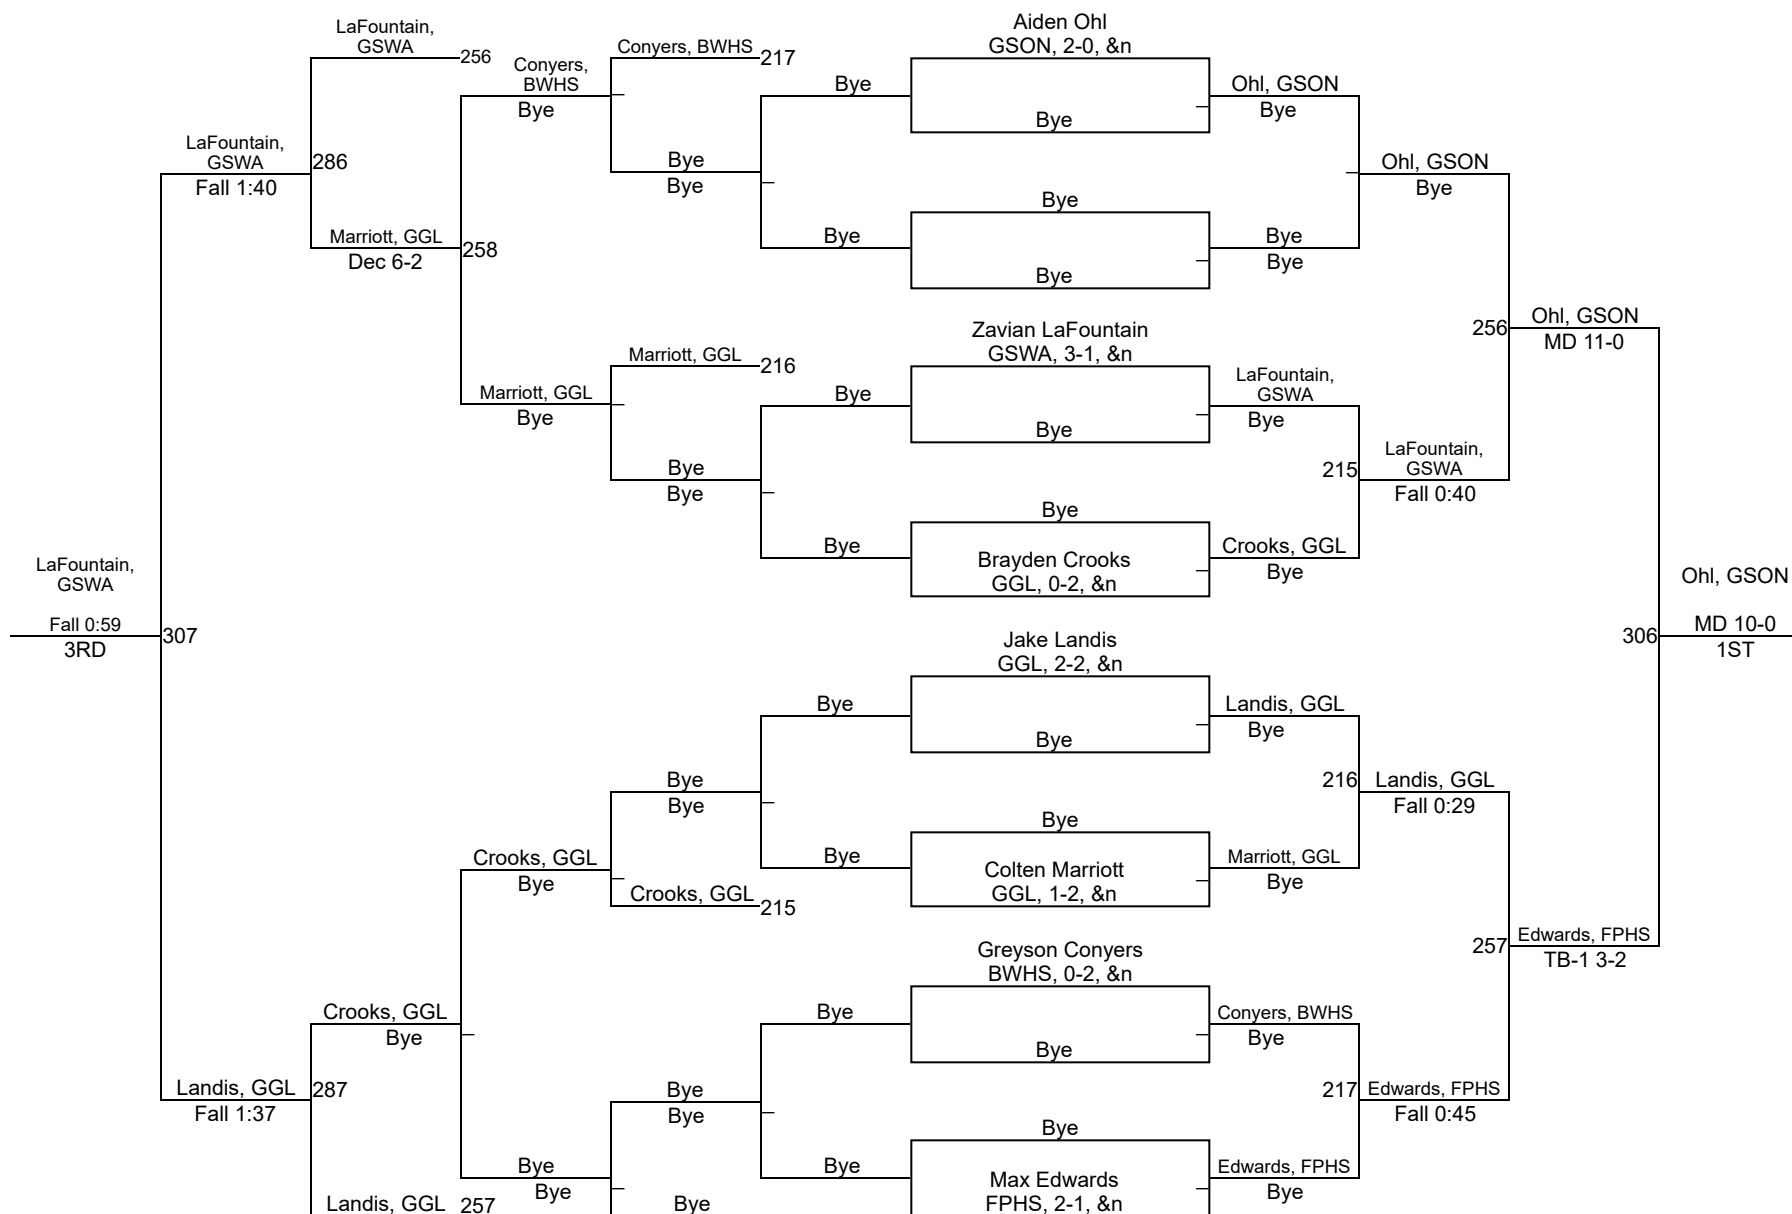 Aiden Ohl
LaFountain,
GSWA
256
Conyers,
BWHS
Bye
Conyers, BWHS
217
GSON, 2-0, &n
Bye
Bye
Ohl, GSON
Bye
LaFountain,
GSWA
Fall 1:40
286
Bye
Bye
Ohl, GSON
Bye
Marriott, GGL
Dec 6-2
258
Bye
Bye
Bye
Bye
Bye
Zavian LaFountain
GSWA, 3-1, &n
256
Ohl, GSON
MD 11-0
Marriott, GGL
216
Marriott, GGL
Bye
Bye
Bye
LaFountain,
GSWA
Bye
Bye
Bye
215
LaFountain,
GSWA
Fall 0:40
Bye
Bye
Brayden Crooks
GGL, 0-2, &n
Crooks, GGL
Bye
LaFountain,
GSWA
Fall 0:59
3RD
307
Ohl, GSON
306
MD 10-0
1ST
Jake Landis
GGL, 2-2, &n
Bye
Bye
Landis, GGL
Bye
Bye
Bye
216
Landis, GGL
Fall 0:29
Crooks, GGL
Bye
Crooks, GGL
215
Bye
Bye
Colten Marriott
GGL, 1-2, &n
Marriott, GGL
Bye
Greyson Conyers
BWHS, 0-2, &n
257
Edwards, FPHS
TB-1 3-2
Crooks, GGL
Bye
Bye
Bye
Conyers, BWHS
Bye
Landis, GGL
Fall 1:37
287
Bye
Bye
217
Edwards, FPHS
Fall 0:45
Bye
Bye
Bye
Bye
Max Edwards
FPHS, 2-1, &n
Edwards, FPHS
Bye
Landis, GGL
257
Bye